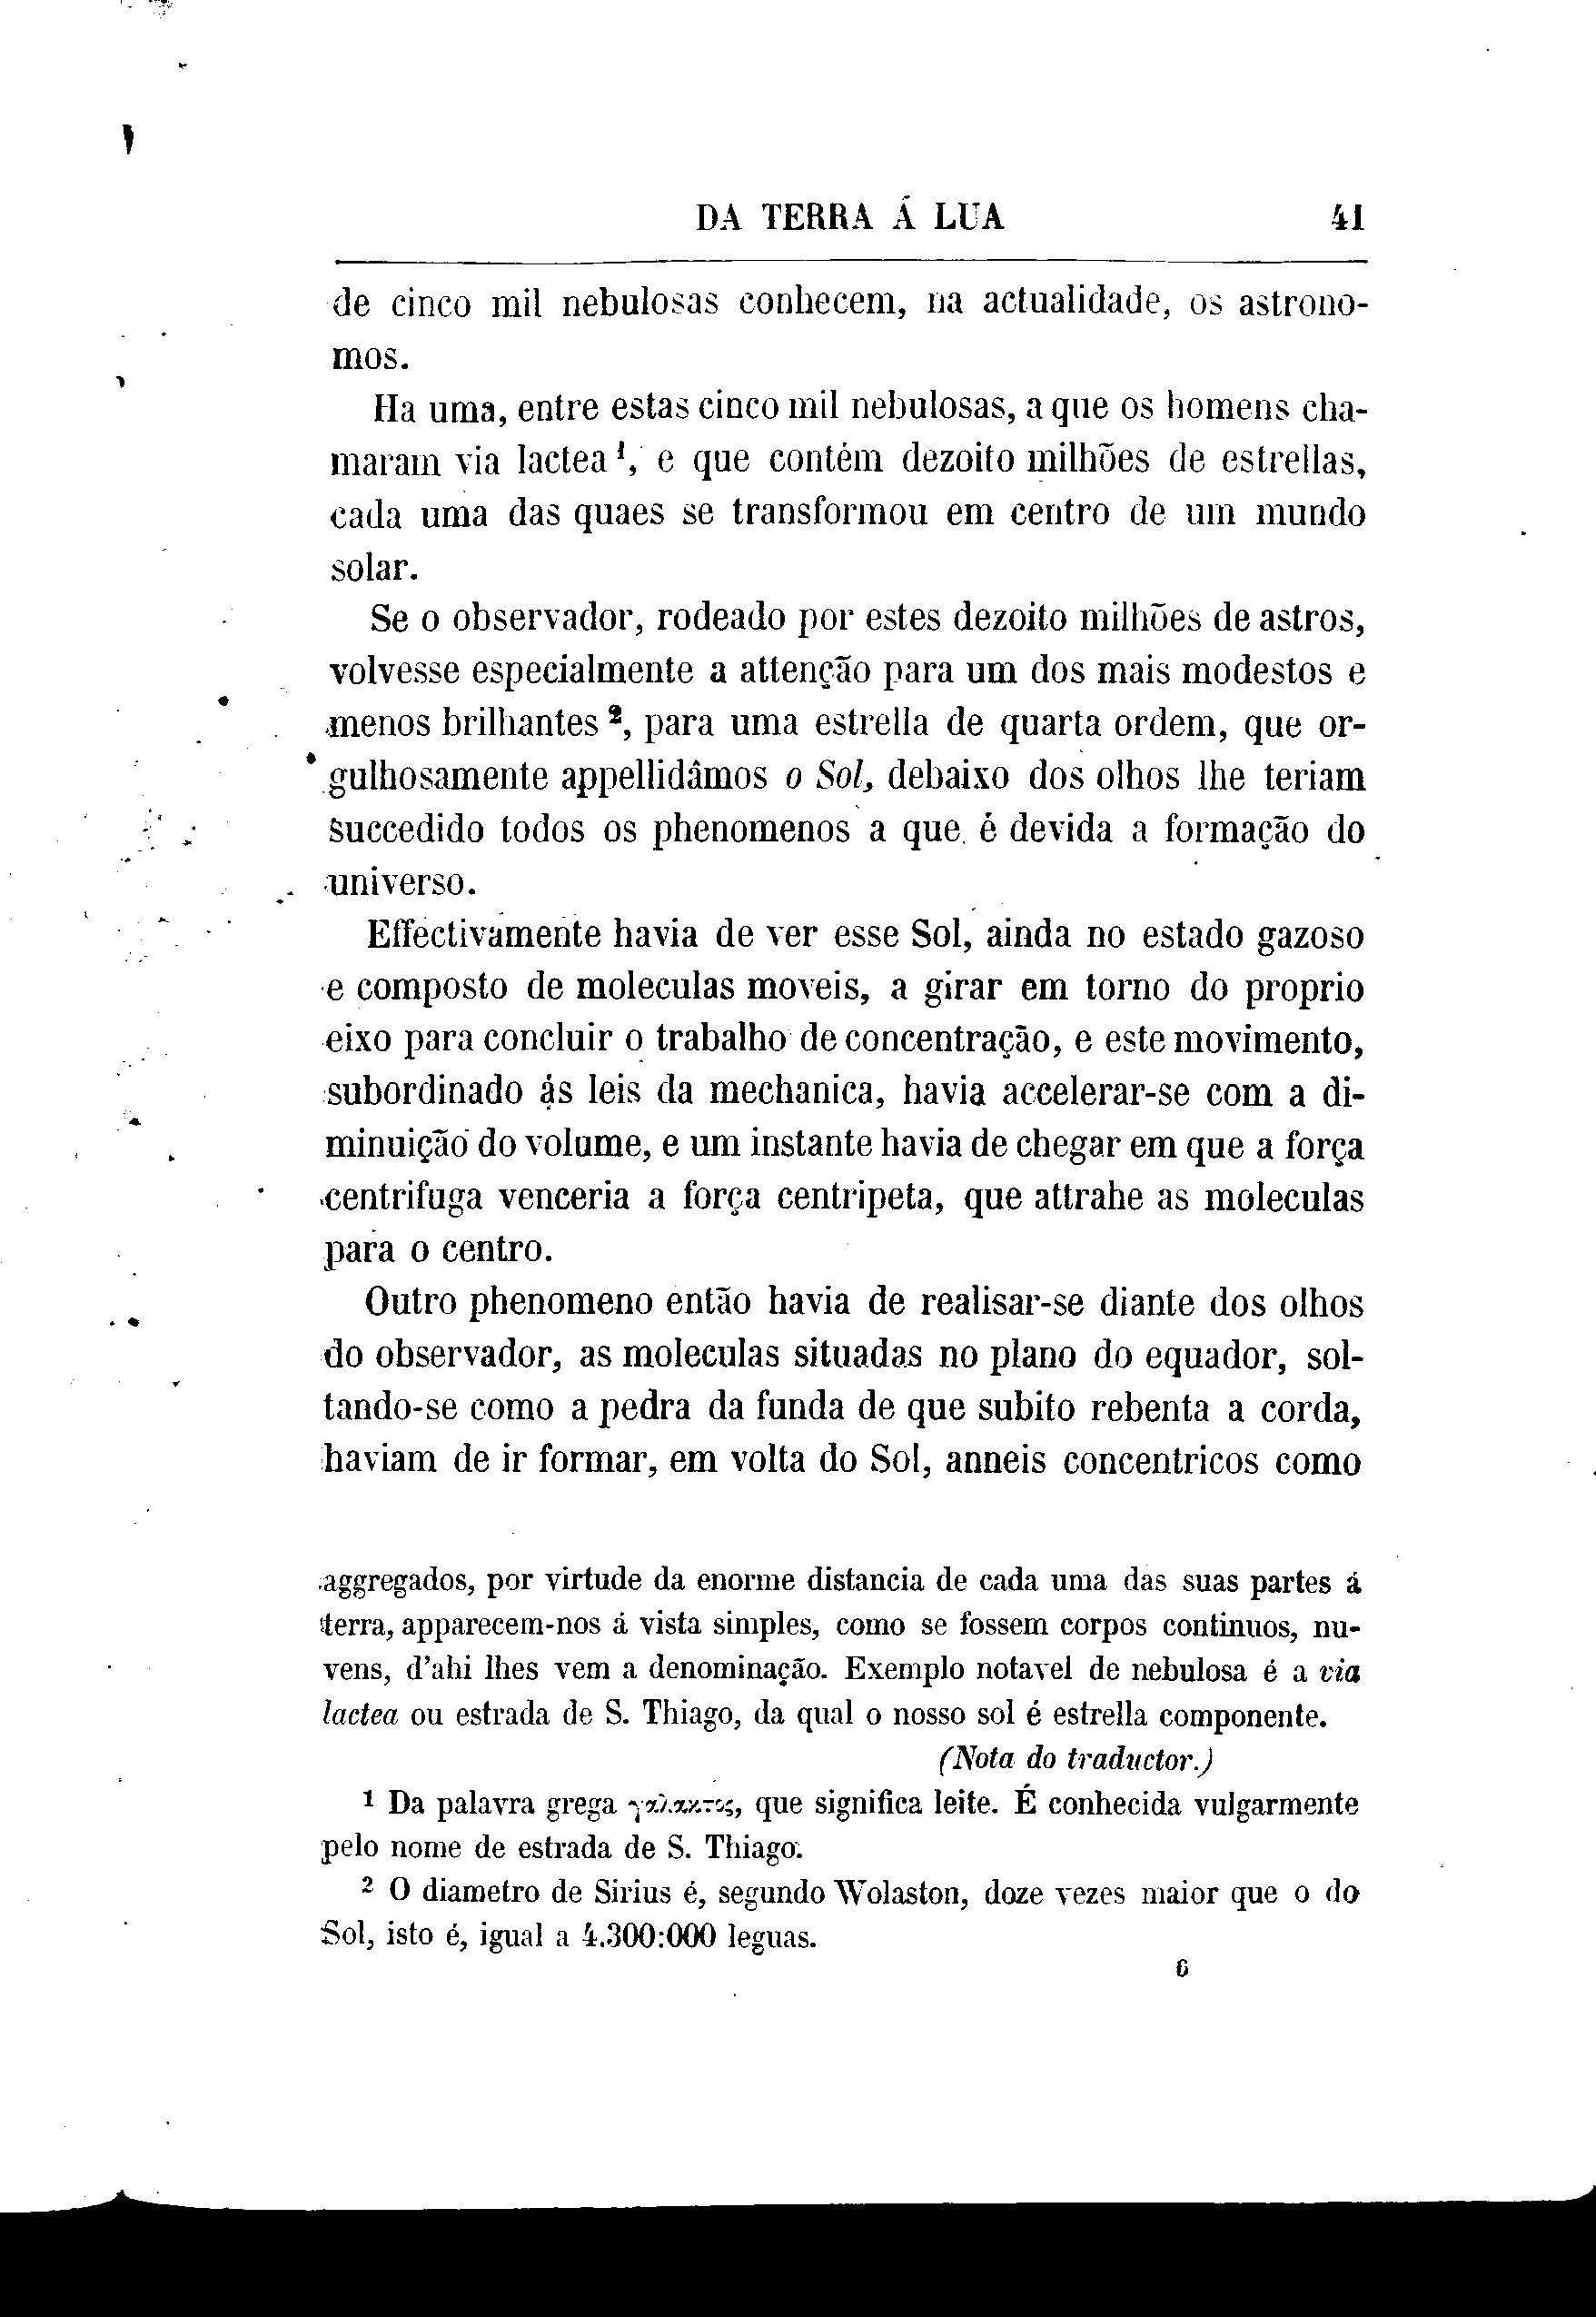 DA TERRA Á LUA 41
de cinco mil nebulosas conhecem, na actualidade, os astrono-
mos.
Ha uma, entre estas cinco mil nebulosas, a que os homens cha-
maram via lactea ¹, e que contém dezoito milhões de estrellas,
cada uma das quaes se transformou em centro de um mundo
solar.
Se o observador, rodeado por estes dezoito milhões de astros,
volvesse especialmente a attenção para um dos mais modestos e
menos brilhantes ², para uma estrella de quarta ordem, que or-
gulhosamente appellidâmos o Sol, debaixo dos olhos lhe teriam
succedido todos os phenomenos a que é devida a formação do
universo.
Effectivamente havia de ver esse Sol, ainda no estado gazoso
e composto de moleculas moveis, a girar em torno do proprio
eixo para concluir o trabalho de concentração, e este movimento,
subordinado ás leis da mechanica, havia accelerar-se com a di-
minuição do volume, e um instante havia de chegar em que a força
centrifuga venceria a força centripeta, que attrahe as moleculas
para o centro.
Outro phenomeno então havia de realisar-se diante dos olhos
do observador, as moleculas situadas no plano do equador, sol-
tando-se como a pedra da funda de que subito rebenta a corda,
haviam de ir formar, em volta do Sol, anneis concentricos como
aggregados, por virtude da enorme distancia de cada uma das suas partes á
terra, apparecem-nos á vista simples, como se fossem corpos continuos, nu-
vens, d'ahi lhes vem a denominação. Exemplo notavel de nebulosa é a via
lactea ou estrada de S. Thiago, da qual o nosso sol é estrella componente.
(Nota do traductor.)
¹ Da palavra grega γαλακτος, que significa leite. É conhecida vulgarmente
pelo nome de estrada de S. Thiago.
² O diametro de Sirius é, segundo Wolaston, doze vezes maior que o do
Sol, isto é, igual a 4.300:000 leguas.
6